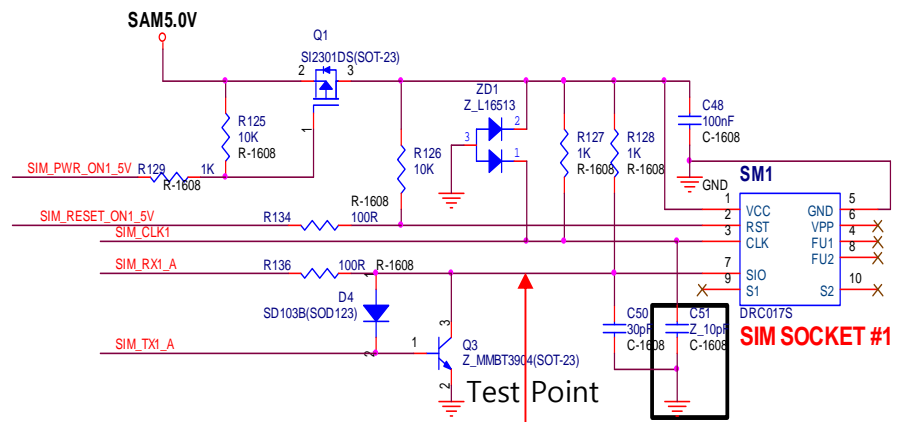 SAM5.0V
Q1
SI2301DS(SOT-23)
2
3
1
ZD1
Z_L16513
3
2
1
R125
10K
R-1608
R126
10K
R-1608
R127
1K
R-1608
R128
1K
R-1608
C48
100nF
C-1608
SIM_PWR_ON1_5V
R129
1K
R-1608
GND
SM1
SIM_RESET_ON1_5V
R134
100R
SIM_CLK1
SIM_RX1_A
R136
100R
R-1608
1
VCC
GND
5
2
RST
VPP
6
3
CLK
FU1
4
FU2
8
7
SIO
9
S1
S2
10
DRC017S
SIM SOCKET #1
1
D4
SD103B(SOD123)
2
SIM_TX1_A
1
3
Q3
Z_MMBT3904(SOT-23)
2
C50
30pF
C-1608
C51
Z_10pF
C-1608
Test Point